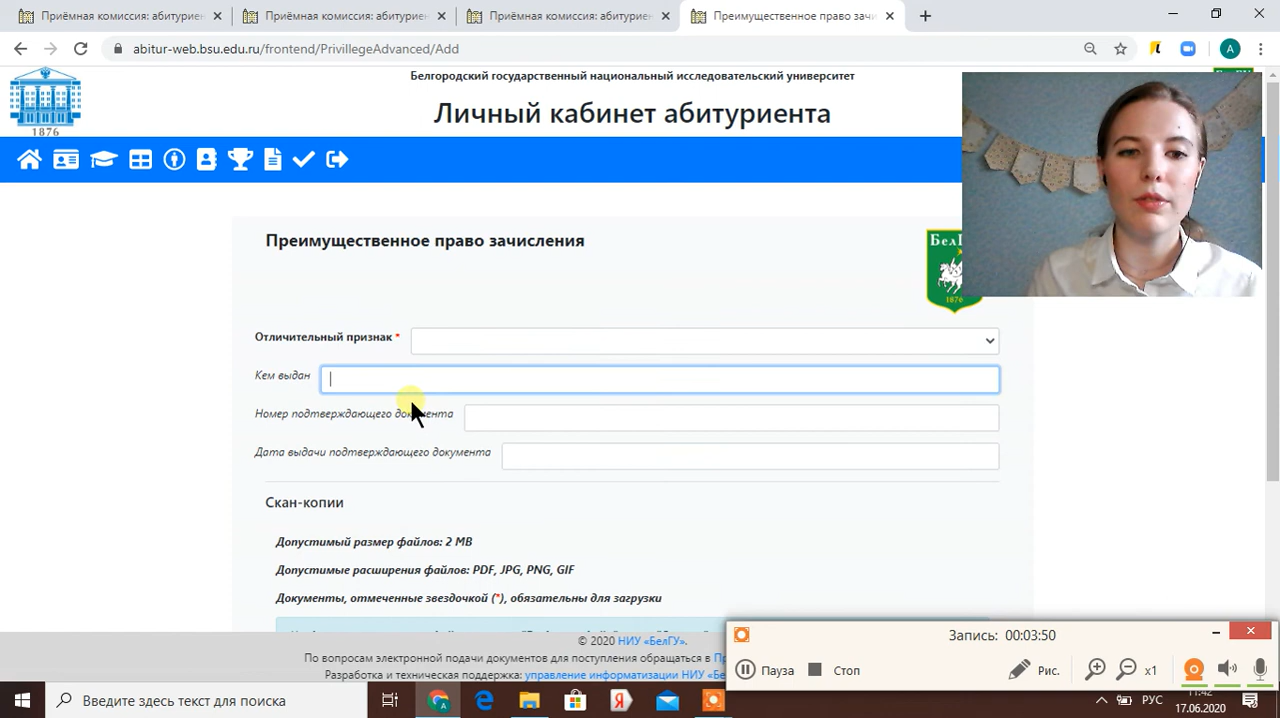 Приёмная комиссия: абитуриен
Приёмная комиссия: абитуриен
Приёмная комиссия: абитуриен
Преимущественное право зачи
abitur-web.bsu.edu.ru/frontend/PrivillegeAdvanced/Add
A
Белгородский государственный национальный исследовательский университет
Личный кабинет абитуриента
1876
Преимущественное право зачисления
БелГ
1876
Отличительный признак *
Кем выдан
Номер подтверждающего документа
Дата выдачи подтверждающего документа
Скан-копии
Допустимый размер файлов: 2 MB
Допустимые расширения файлов: PDF, JPG, PNG, GIF
Документы, отмеченные звездочкой (*), обязательны для загрузки
© 2020 НИУ «БелГУ».
По вопросам электронной подачи документов для поступления обращаться в Пр
Разработка и техническая поддержка: управление информатизации НИУ «Бе
Запись: 00:03:50
Пауза
Стоп
Рис.
x1
Введите здесь текст для поиска
РУС
11:42
17.06.2020